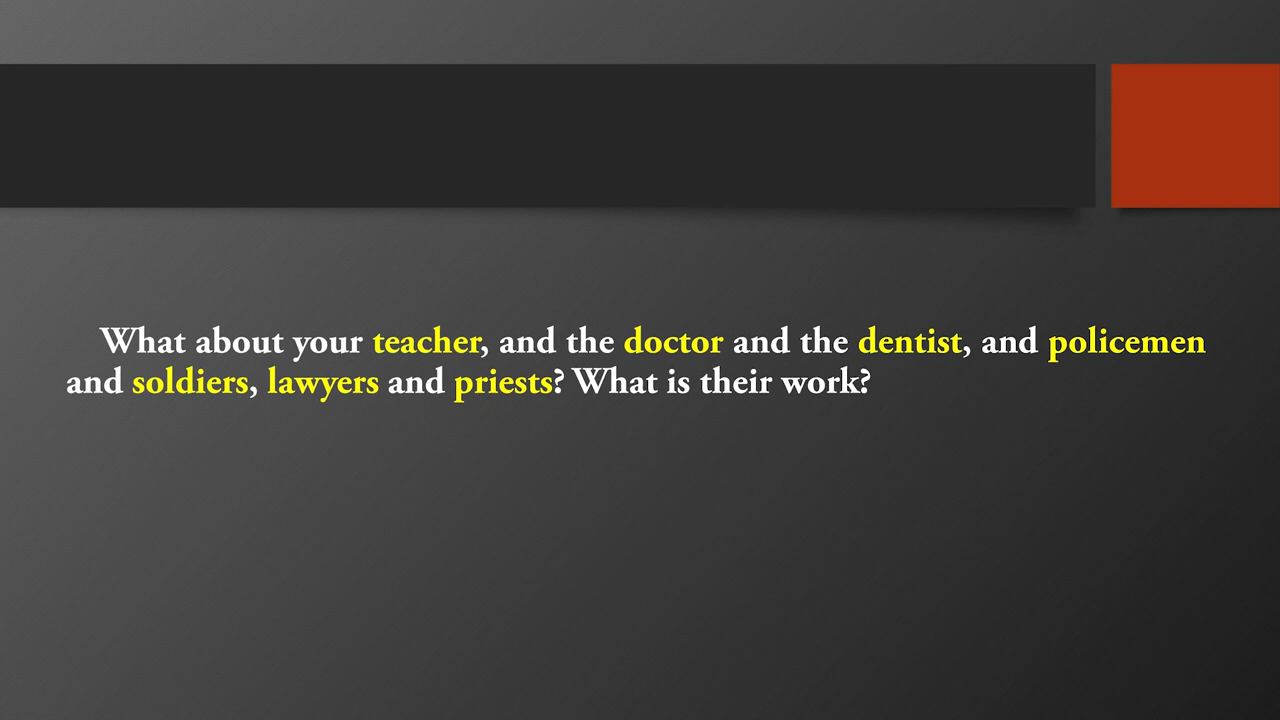 What about your teacher, and the doctor and the dentist, and policemen
and soldiers, lawyers and priests? What is their work?